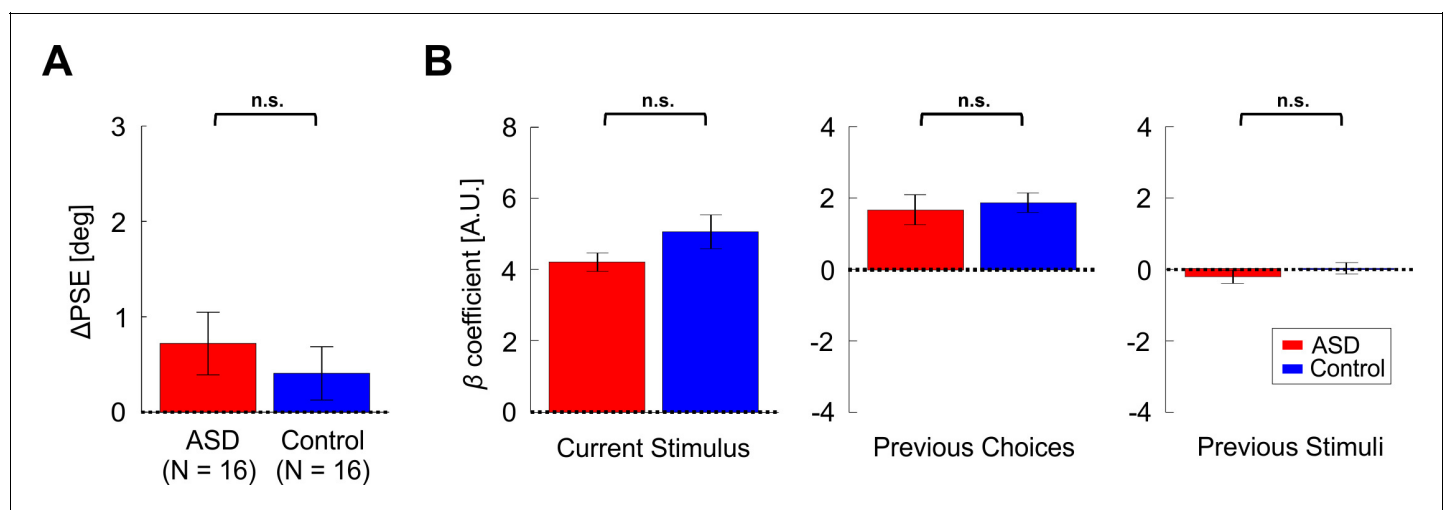 A
n.s.
3
2
1
0
ΔPSE [deg]
ASD
(N = 16)
Control
(N = 16)
B
n.s.
8
6
4
2
0
β coefficient [A.U.]
Current Stimulus
n.s.
4
2
0
-2
-4
Previous Choices
n.s.
4
2
0
-2
-4
ASD
Control
Previous Stimuli